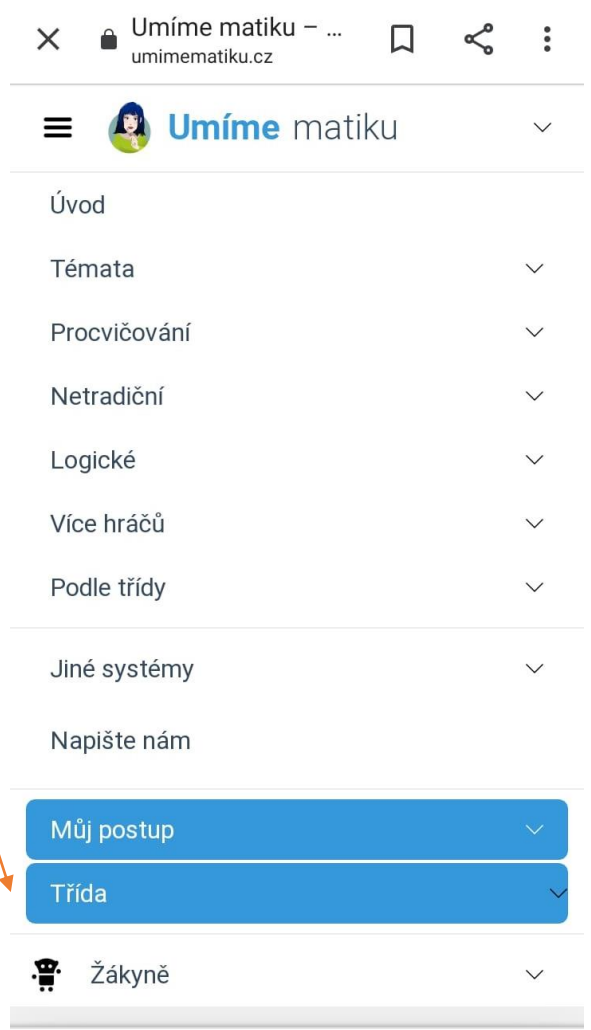 Umíme matiku – ...
umimematiku.cz
Umíme matiku
Úvod
Témata
Procvičování
Netradiční
Logické
Více hráčů
Podle třídy
Jiné systémy
Napište nám
Můj postup
Třída
Žákyně